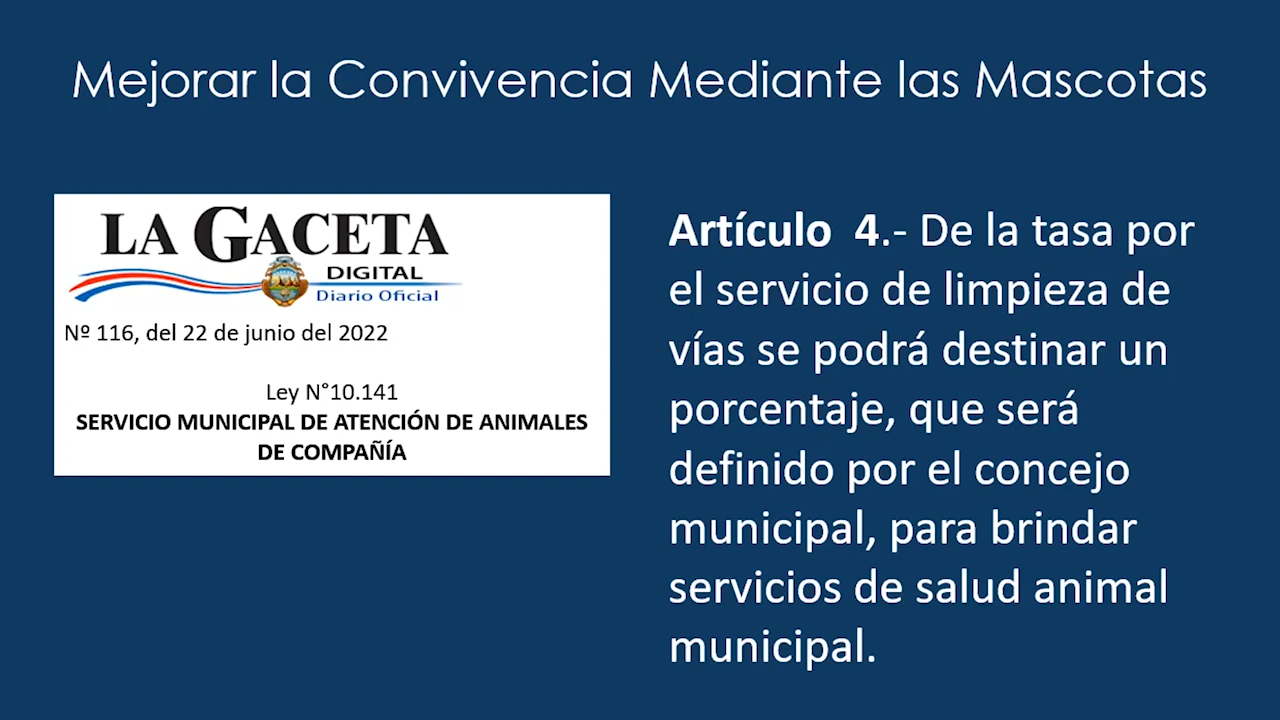 Mejorar la Convivencia Mediante las Mascotas
LA GACETA
DIGITAL
Diario Oficial
Nº 116, del 22 de junio del 2022
Ley N°10.141
SERVICIO MUNICIPAL DE ATENCIÓN DE ANIMALES
DE COMPAÑÍA
Artículo 4.- De la tasa por
el servicio de limpieza de
vías se podrá destinar un
porcentaje, que será
definido por el concejo
municipal, para brindar
servicios de salud animal
municipal.